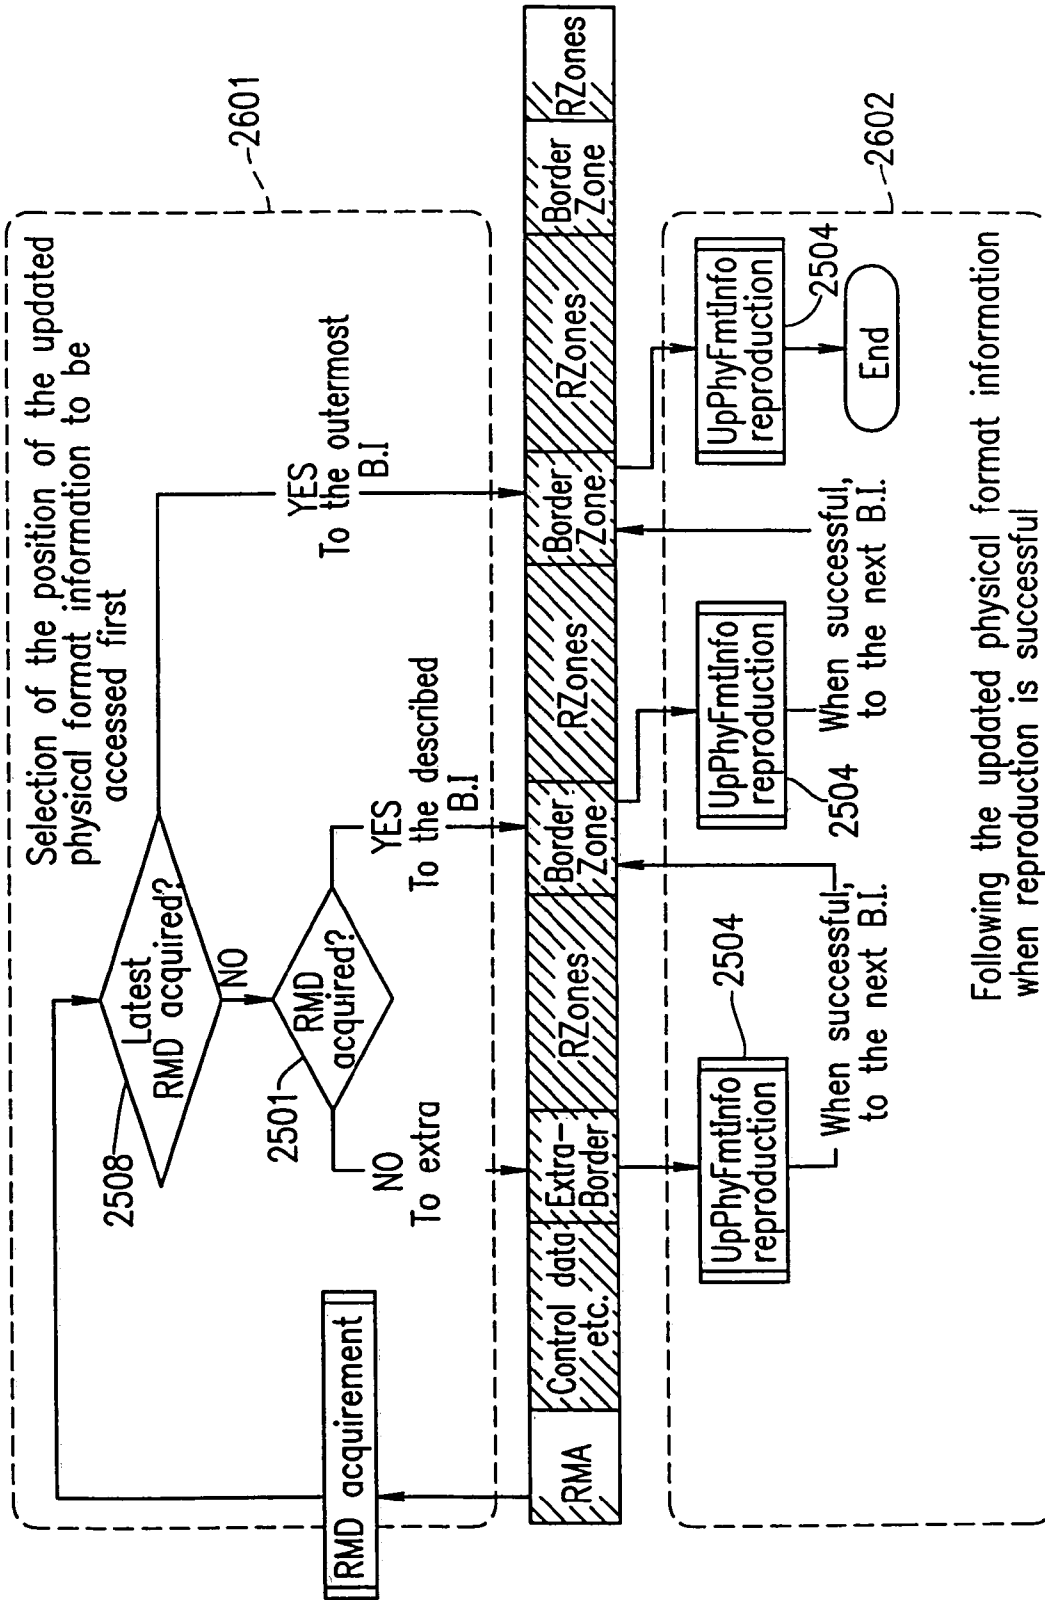 Selection of the position of the updated
physical format information to be
accessed first
2601
2508
Latest
RMD acquired?
YES
To the outermost
B.I
NO
2501
RMD
acquired?
YES
To the described
B.I
NO
To extra
RMD acquirement
RMA
Control data
etc.
Extra-
Border
RZones
Border
Zone
RZones
Border
Zone
RZones
Border
Zone
RZones
UpPhyFmtInfo
reproduction
2504
When successful,
to the next B.I.
UpPhyFmtInfo
reproduction
2504
When successful,
to the next B.I.
UpPhyFmtInfo
reproduction
2504
End
2602
Following the updated physical format information
when reproduction is successful